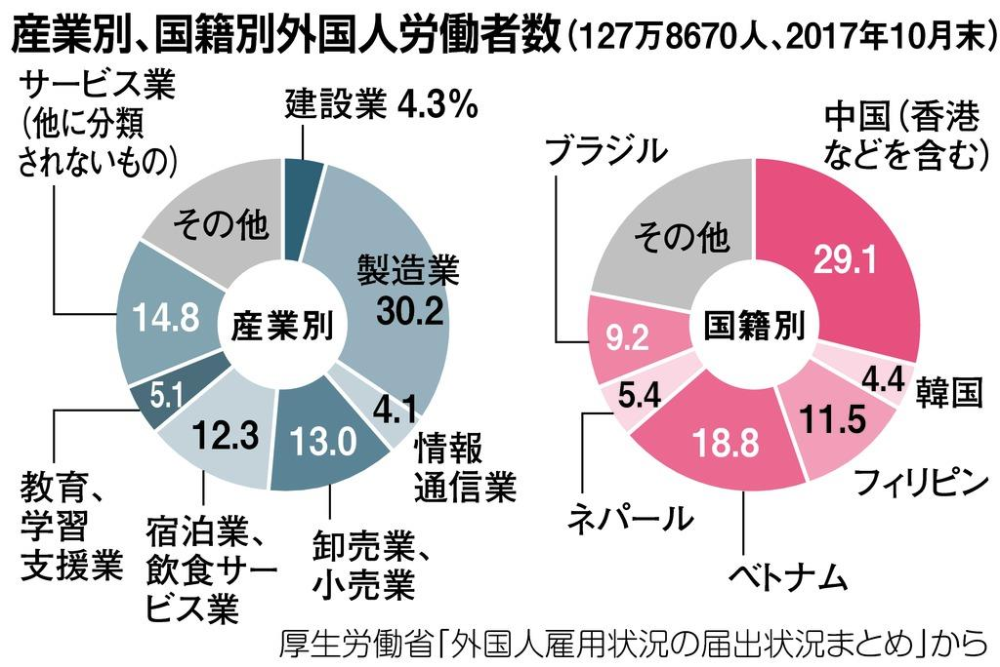 産業別、国籍別外国人労働者数(127万8670人、2017年10月末)
サービス業
(他に分類
されないもの)
建設業 4.3%
その他
製造業
30.2
14.8
産業別
5.1
12.3
13.0
4.1
情報
通信業
教育、
学習
支援業
宿泊業、
飲食サー
ビス業
卸売業、
小売業
ブラジル
中国(香港
などを含む)
その他
29.1
国籍別
9.2
5.4
18.8
11.5
4.4
韓国
フィリピン
ネパール
ベトナム
厚生労働省「外国人雇用状況の届出状況まとめ」から